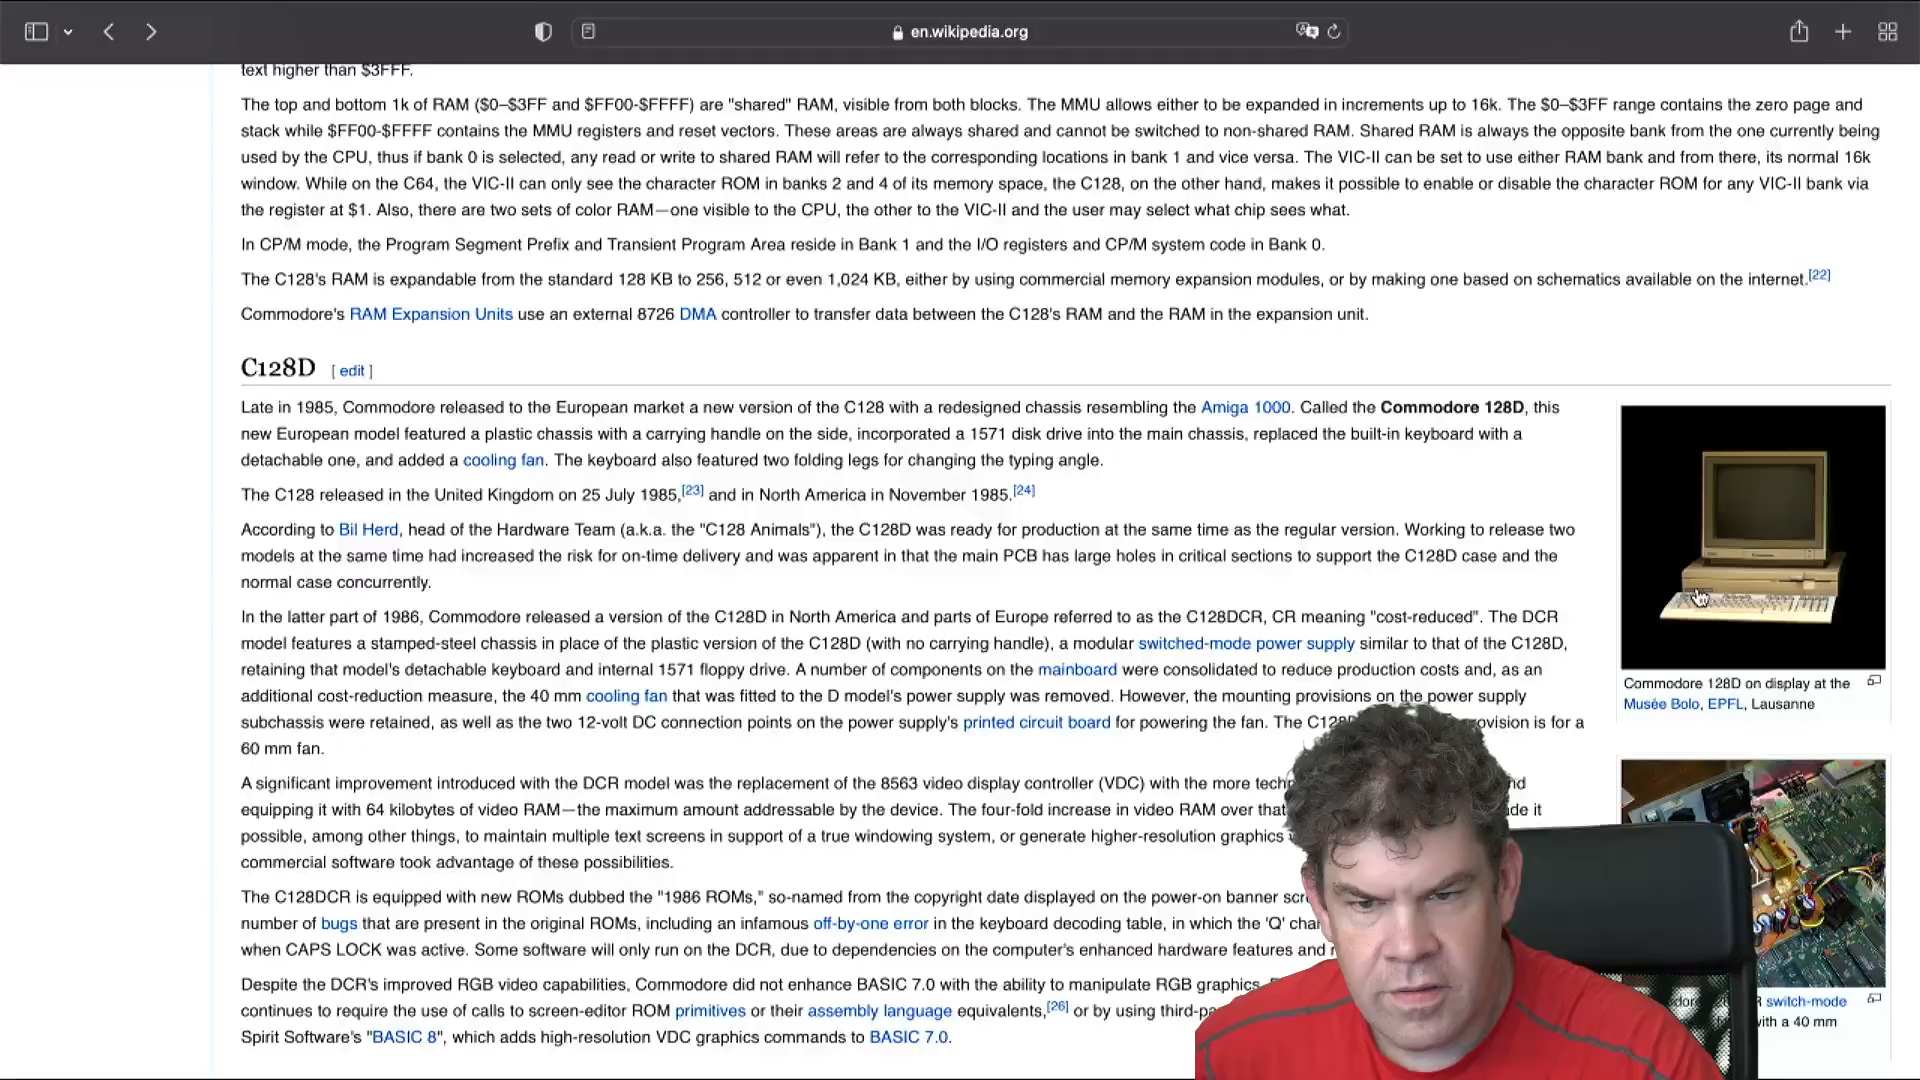 en.wikipedia.org
text higher than $3FFF.
The top and bottom 1k of RAM ($0–$3FF and $FF00-$FFFF) are "shared" RAM, visible from both blocks. The MMU allows either to be expanded in increments up to 16k. The $0–$3FF range contains the zero page and
stack while $FF00-$FFFF contains the MMU registers and reset vectors. These areas are always shared and cannot be switched to non-shared RAM. Shared RAM is always the opposite bank from the one currently being
used by the CPU, thus if bank 0 is selected, any read or write to shared RAM will refer to the corresponding locations in bank 1 and vice versa. The VIC-II can be set to use either RAM bank and from there, its normal 16k
window. While on the C64, the VIC-II can only see the character ROM in banks 2 and 4 of its memory space, the C128, on the other hand, makes it possible to enable or disable the character ROM for any VIC-II bank via
the register at $1. Also, there are two sets of color RAM—one visible to the CPU, the other to the VIC-II and the user may select what chip sees what.
In CP/M mode, the Program Segment Prefix and Transient Program Area reside in Bank 1 and the I/O registers and CP/M system code in Bank 0.
The C128's RAM is expandable from the standard 128 KB to 256, 512 or even 1,024 KB, either by using commercial memory expansion modules, or by making one based on schematics available on the internet.[22]
Commodore's RAM Expansion Units use an external 8726 DMA controller to transfer data between the C128's RAM and the RAM in the expansion unit.
C128D [ edit ]
Late in 1985, Commodore released to the European market a new version of the C128 with a redesigned chassis resembling the Amiga 1000. Called the Commodore 128D, this
new European model featured a plastic chassis with a carrying handle on the side, incorporated a 1571 disk drive into the main chassis, replaced the built-in keyboard with a
detachable one, and added a cooling fan. The keyboard also featured two folding legs for changing the typing angle.
The C128 released in the United Kingdom on 25 July 1985,[23] and in North America in November 1985.[24]
According to Bil Herd, head of the Hardware Team (a.k.a. the "C128 Animals"), the C128D was ready for production at the same time as the regular version. Working to release two
models at the same time had increased the risk for on-time delivery and was apparent in that the main PCB has large holes in critical sections to support the C128D case and the
normal case concurrently.
In the latter part of 1986, Commodore released a version of the C128D in North America and parts of Europe referred to as the C128DCR, CR meaning "cost-reduced". The DCR
model features a stamped-steel chassis in place of the plastic version of the C128D (with no carrying handle), a modular switched-mode power supply similar to that of the C128D,
retaining that model's detachable keyboard and internal 1571 floppy drive. A number of components on the mainboard were consolidated to reduce production costs and, as an
additional cost-reduction measure, the 40 mm cooling fan that was fitted to the D model's power supply was removed. However, the mounting provisions on the power supply
subchassis were retained, as well as the two 12-volt DC connection points on the power supply's printed circuit board for powering the fan. The C128D is for a
60 mm fan.
A significant improvement introduced with the DCR model was the replacement of the 8563 video display controller (VDC) with the more
equipping it with 64 kilobytes of video RAM—the maximum amount addressable by the device. The four-fold increase in video RAM over that it
possible, among other things, to maintain multiple text screens in support of a true windowing system, or generate higher-resolution graphics
commercial software took advantage of these possibilities.
The C128DCR is equipped with new ROMs dubbed the "1986 ROMs," so-named from the copyright date displayed on the power-on banner
number of bugs that are present in the original ROMs, including an infamous off-by-one error in the keyboard decoding table, in which the 'Q'
when CAPS LOCK was active. Some software will only run on the DCR, due to dependencies on the computer's enhanced hardware features and
Despite the DCR's improved RGB video capabilities, Commodore did not enhance BASIC 7.0 with the ability to manipulate RGB graphics.
continues to require the use of calls to screen-editor ROM primitives or their assembly language equivalents,[26] or by using
Spirit Software's "BASIC 8", which adds high-resolution VDC graphics commands to BASIC 7.0.
Commodore 128D on display at the
Musée Bolo, EPFL, Lausanne
switch-mode
with a 40 mm